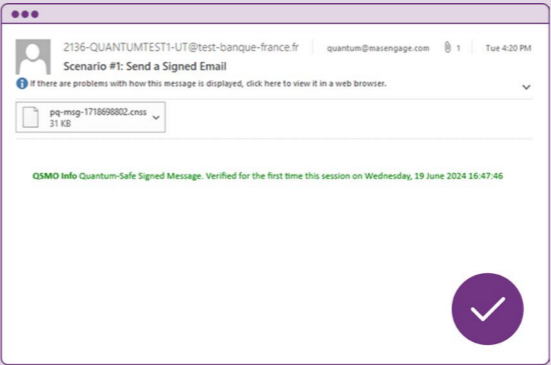 2136-QUANTUMTEST1-UT@test-banque-france.fr quantum@masengage.com 1 Tue 4:20 PM
Scenario #1: Send a Signed Email
If there are problems with how this message is displayed, click here to view it in a web browser.
pq-msg-1718698802.cnss
31 KB
QSMO Info Quantum-Safe Signed Message. Verified for the first time this session on Wednesday, 19 June 2024 16:47:46